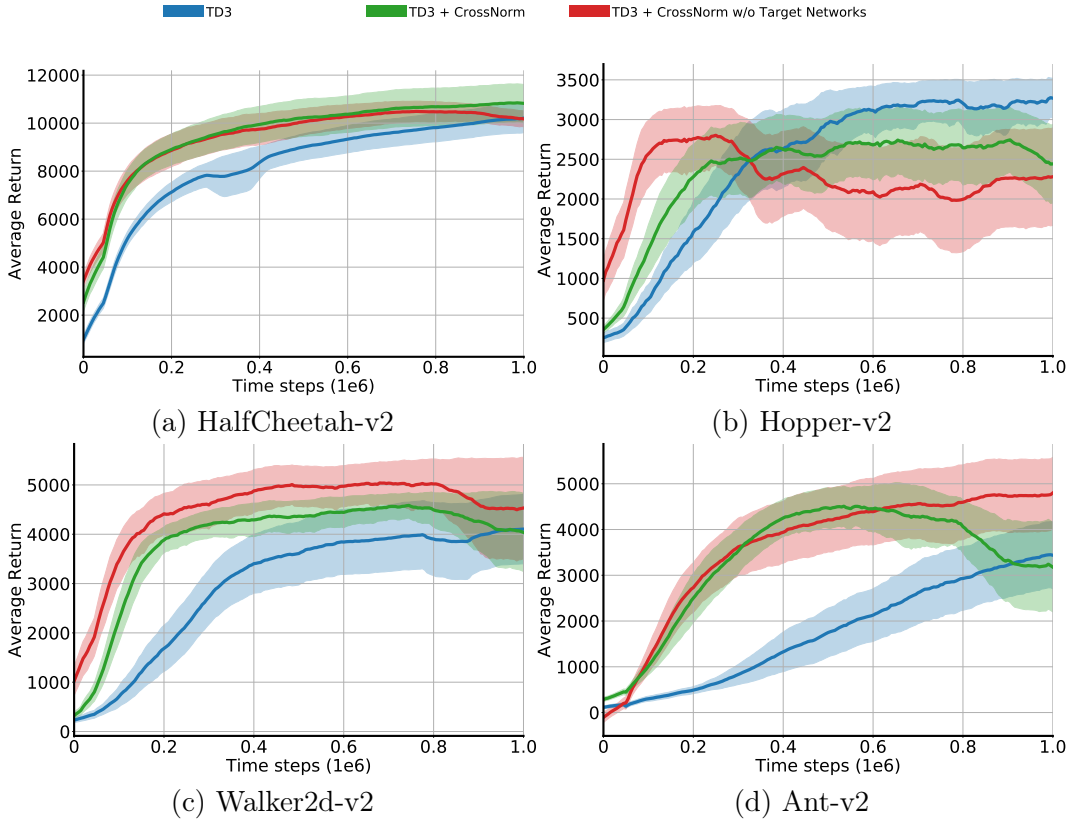 TD3 TD3 + CrossNorm TD3 + CrossNorm w/o Target Networks
Average Return
12000
10000
8000
6000
4000
2000
0 0.2 0.4 0.6 0.8 1.0
Time steps (1e6)
(a) HalfCheetah-v2
Average Return
3500
3000
2500
2000
1500
1000
500
0 0.2 0.4 0.6 0.8 1.0
Time steps (1e6)
(b) Hopper-v2
Average Return
5000
4000
3000
2000
1000
0
0 0.2 0.4 0.6 0.8 1.0
Time steps (1e6)
(c) Walker2d-v2
Average Return
5000
4000
3000
2000
1000
0
0 0.2 0.4 0.6 0.8 1.0
Time steps (1e6)
(d) Ant-v2